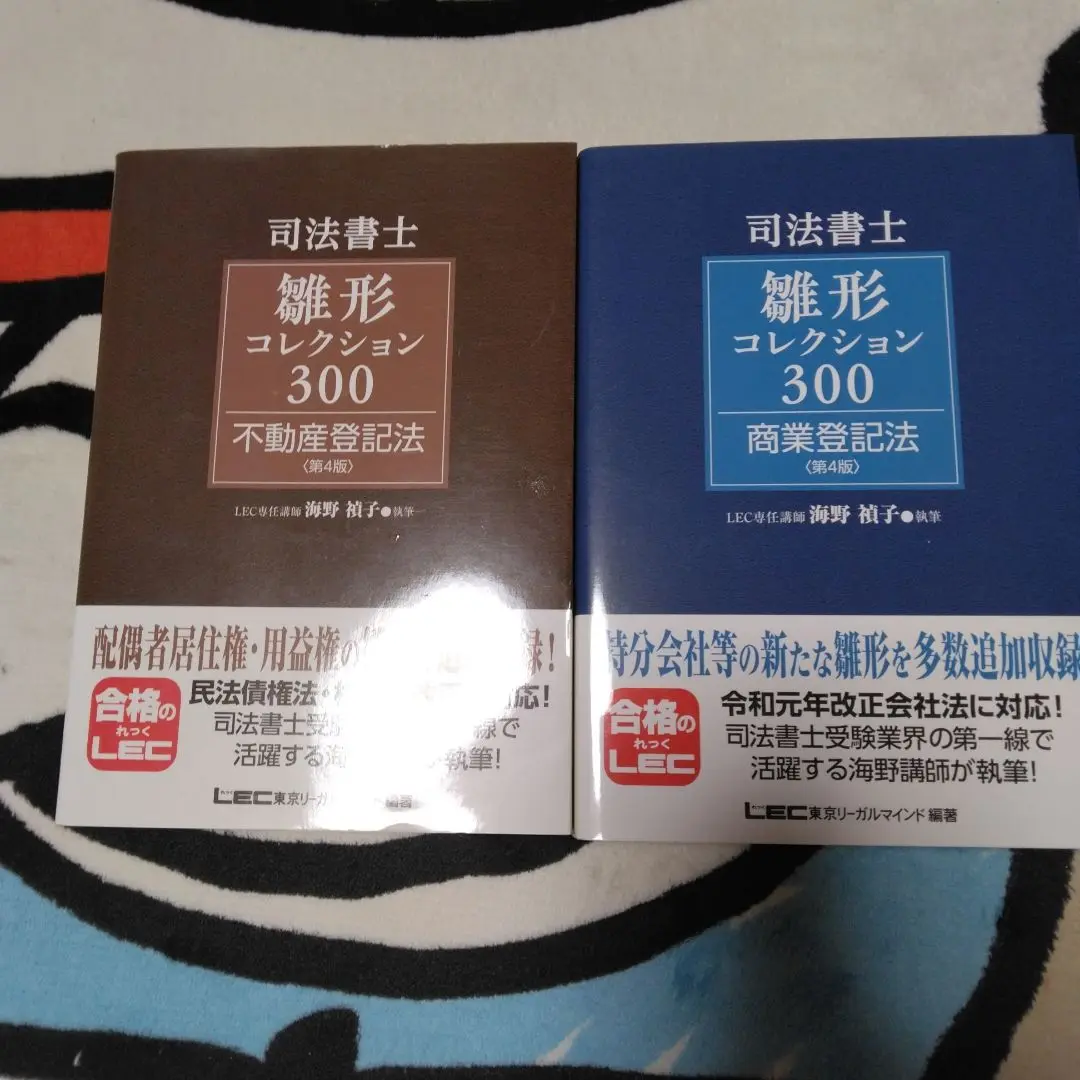 司法書士
雛形
コレクション
300
不動産登記法
〈第4版〉
LEC専任講師 海野 禎子●執筆
配偶者居住権・用益権の 録!
合格の
れっく
LEC
民法債権法・ 応!
司法書士受験 線で
活躍する海 が執筆!
れっく
LEC東京リーガル 編著
司法書士
雛形
コレクション
300
商業登記法
〈第4版〉
LEC専任講師 海野 禎子●執筆
持分会社等の新たな雛形を多数追加収録
合格の
れっく
LEC
令和元年改正会社法に対応!
司法書士受験業界の第一線で
活躍する海野講師が執筆!
れっく
LEC東京リーガルマインド 編著